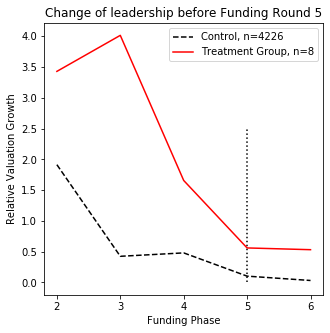 Change of leadership before Funding Round 5
Control, n=4226
Treatment Group, n=8
Relative Valuation Growth
4.0
3.5
3.0
2.5
2.0
1.5
1.0
0.5
0.0
2 3 4 5 6
Funding Phase